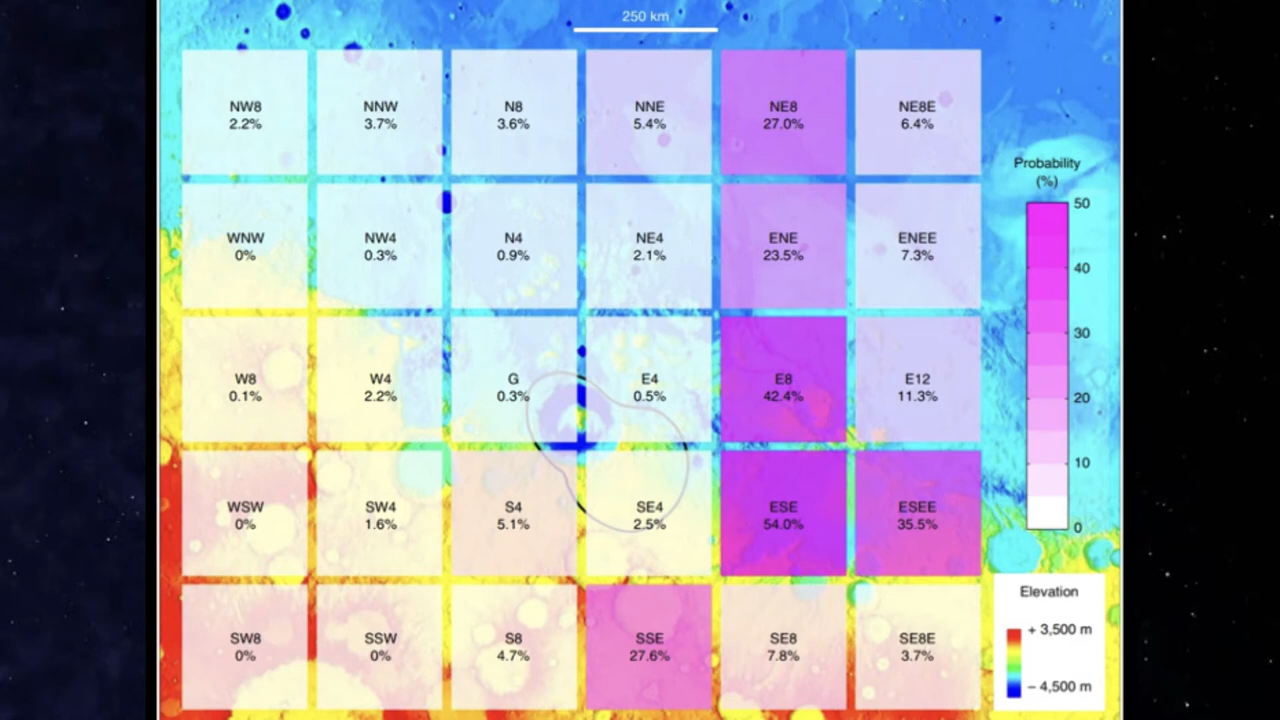 250 km
NW8
2.2%
NNW
3.7%
N8
3.6%
NNE
5.4%
NE8
27.0%
NE8E
6.4%
WNW
0%
NW4
0.3%
N4
0.9%
NE4
2.1%
ENE
23.5%
ENEE
7.3%
W8
0.1%
W4
2.2%
G
0.3%
E4
0.5%
E8
42.4%
E12
11.3%
WSW
0%
SW4
1.6%
S4
5.1%
SE4
2.5%
ESE
54.0%
ESEE
35.5%
SW8
0%
SSW
0%
S8
4.7%
SSE
27.6%
SE8
7.8%
SE8E
3.7%
Probability
(%)
50
40
30
20
10
0
Elevation
+ 3,500 m
− 4,500 m